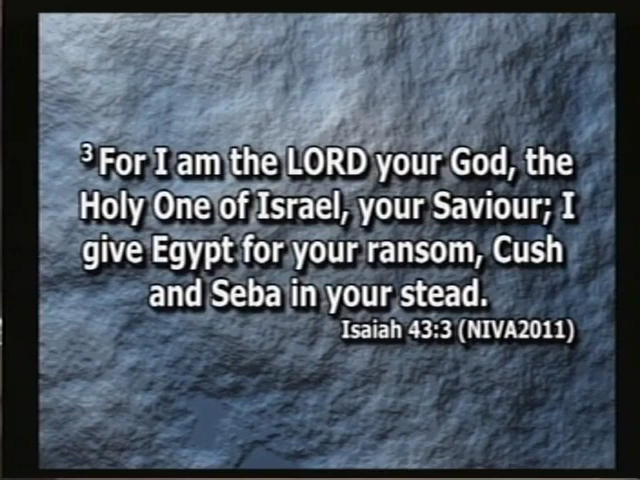 ³ For I am the LORD your God, the
Holy One of Israel, your Saviour; I
give Egypt for your ransom, Cush
and Seba in your stead.
Isaiah 43:3 (NIVA2011)